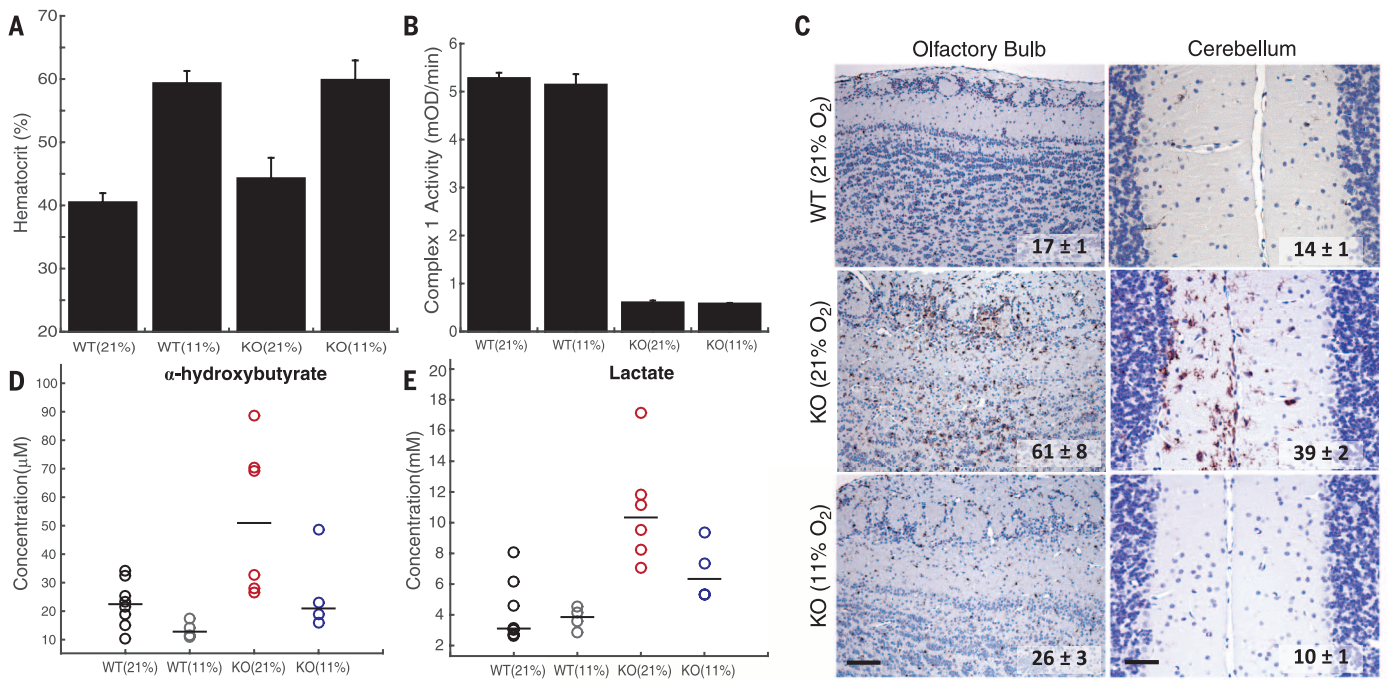 A
Hematocrit (%)
70
60
50
40
30
20
WT(21%) WT(11%) KO(21%) KO(11%)
B
Complex 1 Activity (mOD/min)
6
5
4
3
2
1
0
WT(21%) WT(11%) KO(21%) KO(11%)
C
Olfactory Bulb Cerebellum
WT (21% O2)
17 ± 1 14 ± 1
KO (21% O2)
61 ± 8 39 ± 2
KO (11% O2)
26 ± 3 10 ± 1
D
α-hydroxybutyrate
Concentration(μM)
100
90
80
70
60
50
40
30
20
10
WT(21%) WT(11%) KO(21%) KO(11%)
E
Lactate
Concentration(mM)
20
18
16
14
12
10
8
6
4
2
WT(21%) WT(11%) KO(21%) KO(11%)